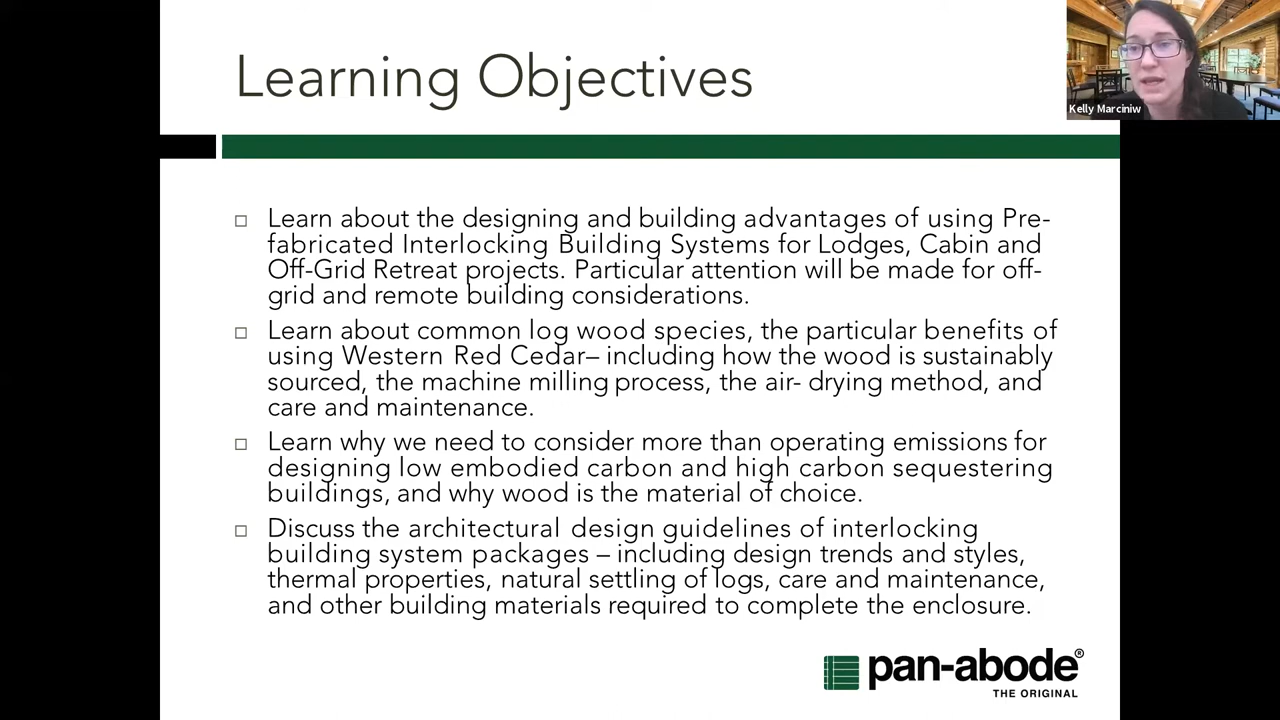 Learning Objectives
Kelly Marciniw
Learn about the designing and building advantages of using Pre-
fabricated Interlocking Building Systems for Lodges, Cabin and
Off-Grid Retreat projects. Particular attention will be made for off-
grid and remote building considerations.
Learn about common log wood species, the particular benefits of
using Western Red Cedar– including how the wood is sustainably
sourced, the machine milling process, the air- drying method, and
care and maintenance.
Learn why we need to consider more than operating emissions for
designing low embodied carbon and high carbon sequestering
buildings, and why wood is the material of choice.
Discuss the architectural design guidelines of interlocking
building system packages – including design trends and styles,
thermal properties, natural settling of logs, care and maintenance,
and other building materials required to complete the enclosure.
pan-abode®
THE ORIGINAL